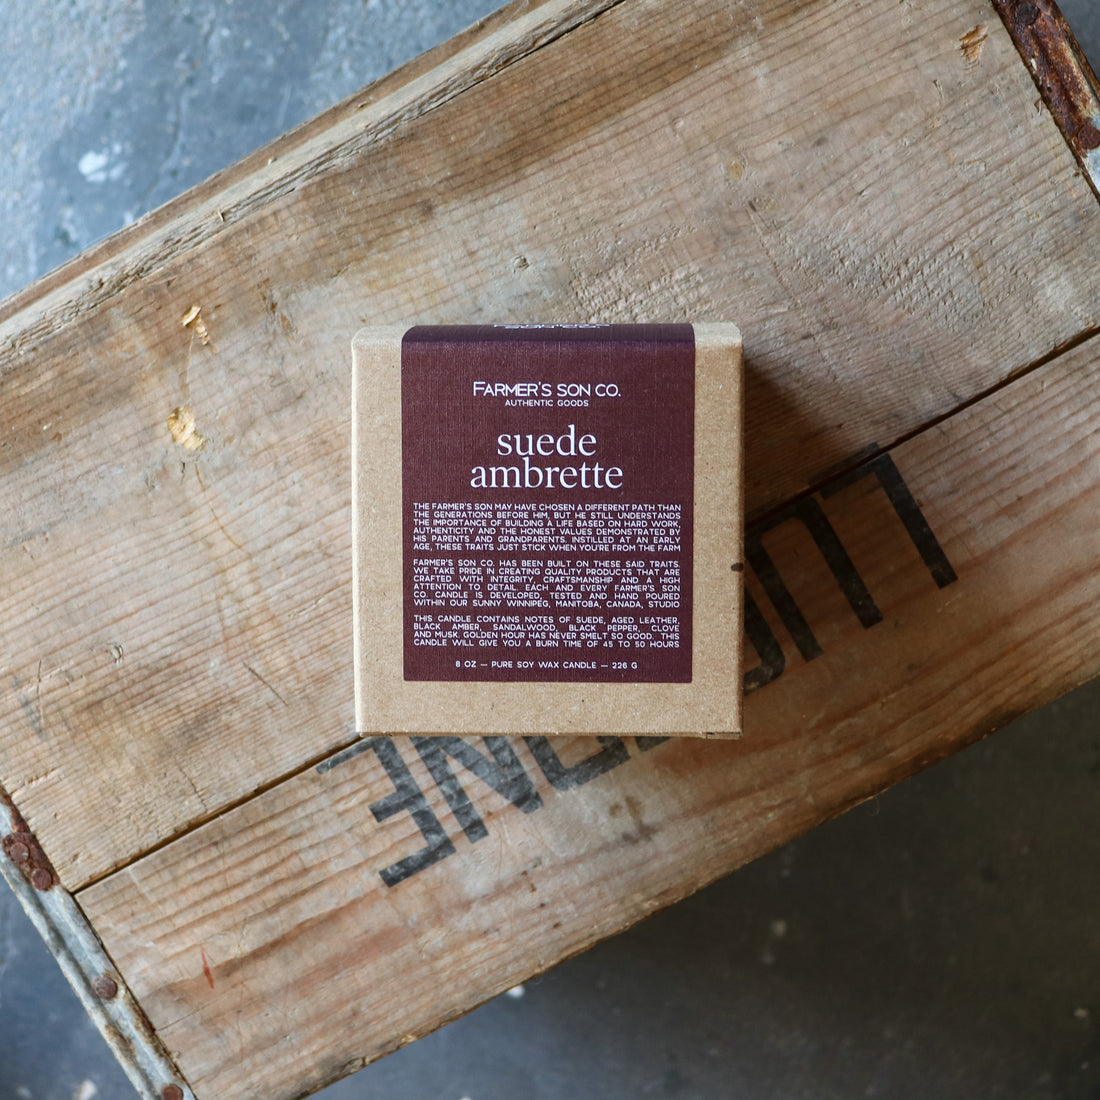 FARMER'S SON CO.
AUTHENTIC GOODS
suede
ambrette
THE FARMER'S SON MAY HAVE CHOSEN A DIFFERENT PATH THAN
THE GENERATIONS BEFORE HIM, BUT HE STILL UNDERSTANDS
THE IMPORTANCE OF BUILDING A LIFE BASED ON HARD WORK,
AUTHENTICITY AND THE HONEST VALUES DEMONSTRATED BY
HIS PARENTS AND GRANDPARENTS. INSTILLED AT AN EARLY
AGE, THESE TRAITS JUST STICK WHEN YOU'RE FROM THE FARM
FARMER'S SON CO. HAS BEEN BUILT ON THESE SAID TRAITS.
WE TAKE PRIDE IN CREATING QUALITY PRODUCTS THAT ARE
CRAFTED WITH INTEGRITY, CRAFTSMANSHIP AND A HIGH
ATTENTION TO DETAIL. EACH AND EVERY FARMER'S SON
CO. CANDLE IS DEVELOPED, TESTED AND HAND POURED
WITHIN OUR SUNNY WINNIPEG, MANITOBA, CANADA, STUDIO
THIS CANDLE CONTAINS NOTES OF SUEDE, AGED LEATHER,
BLACK AMBER, SANDALWOOD, BLACK PEPPER, CLOVE
AND MUSK. GOLDEN HOUR HAS NEVER SMELT SO GOOD. THIS
CANDLE WILL GIVE YOU A BURN TIME OF 45 TO 50 HOURS
8 OZ — PURE SOY WAX CANDLE — 226 G